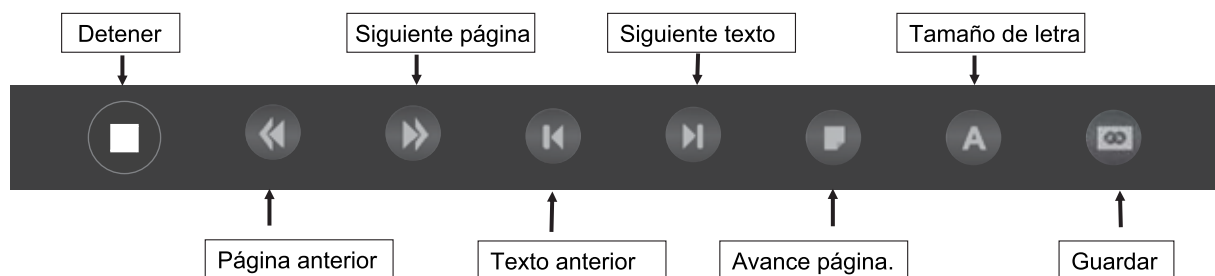 Detener
Siguiente página
Siguiente texto
Tamaño de letra
A
Página anterior
Texto anterior
Avance página.
Guardar